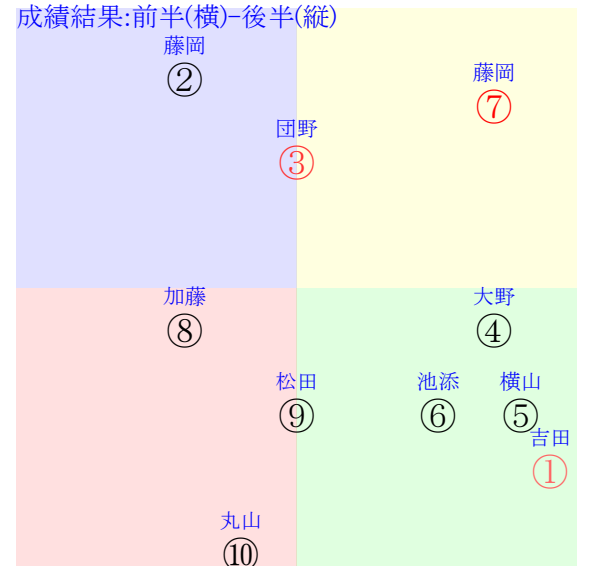 成績結果:前半(横)−後半(縦)
藤岡
②
藤岡
⑦
団野
③
加藤
⑧
大野
④
松田
⑨
池添
⑥
横山
⑤
吉田
①
丸山
⑩